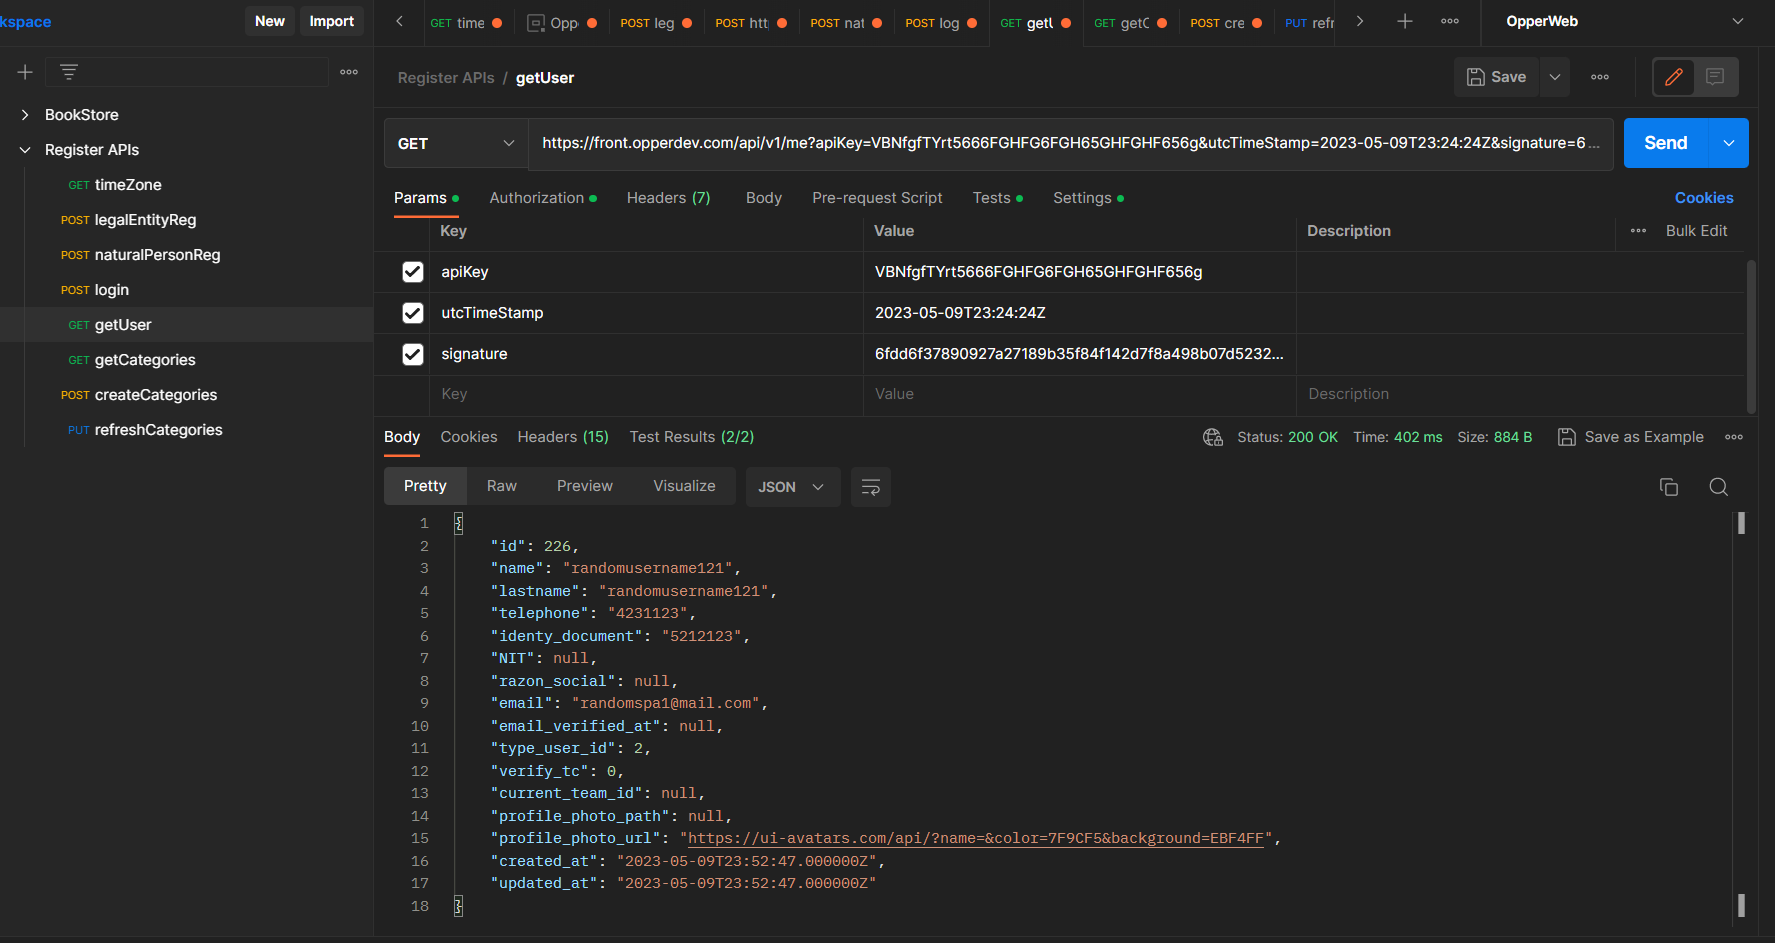 kspace
New
Import
GET time
Oppe
POST leg
POST htt
POST nat
POST log
GET getU
GET getC
POST cre
PUT refr
OpperWeb
BookStore
Register APIs
GET timeZone
POST legalEntityReg
POST naturalPersonReg
POST login
GET getUser
GET getCategories
POST createCategories
PUT refreshCategories
Register APIs / getUser
Save
GET
https://front.opperdev.com/api/v1/me?apiKey=VBNfgfTYrt5666FGHFG6FGH65GHFGHF656g&utcTimeStamp=2023-05-09T23:24:24Z&signature=6...
Send
Params
Authorization
Headers (7)
Body
Pre-request Script
Tests
Settings
Cookies
Key Value Description
Bulk Edit
apiKey VBNfgfTYrt5666FGHFG6FGH65GHFGHF656g
utcTimeStamp 2023-05-09T23:24:24Z
signature 6fdd6f37890927a27189b35f84f142d7f8a498b07d5232...
Key Value Description
Body
Cookies
Headers (15)
Test Results (2/2)
Status: 200 OK
Time: 402 ms
Size: 884 B
Save as Example
Pretty
Raw
Preview
Visualize
JSON
1 {
2 "id": 226,
3 "name": "randomusername121",
4 "lastname": "randomusername121",
5 "telephone": "4231123",
6 "identy_document": "5212123",
7 "NIT": null,
8 "razon_social": null,
9 "email": "randomspa1@mail.com",
10 "email_verified_at": null,
11 "type_user_id": 2,
12 "verify_tc": 0,
13 "current_team_id": null,
14 "profile_photo_path": null,
15 "profile_photo_url": "https://ui-avatars.com/api/?name=&color=7F9CF5&background=EBF4FF",
16 "created_at": "2023-05-09T23:52:47.000000Z",
17 "updated_at": "2023-05-09T23:52:47.000000Z"
18 }